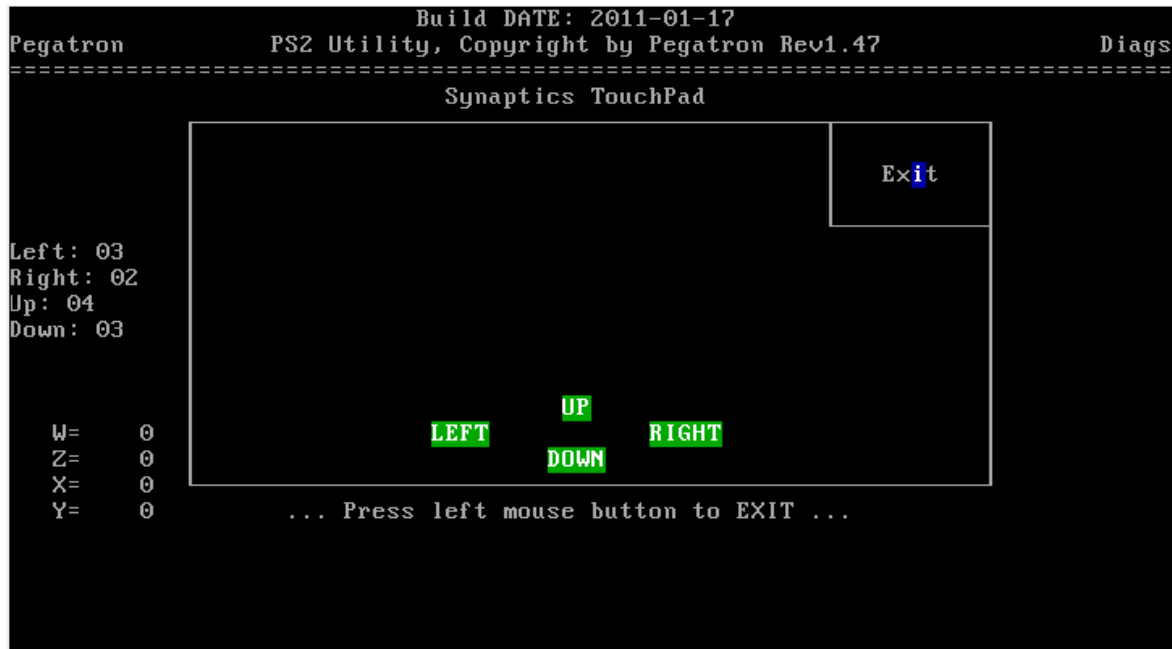 Build DATE: 2011-01-17
Pegatron PS2 Utility, Copyright by Pegatron Rev1.47 Diags
================================================================================
Synaptics TouchPad
Exit
Left: 03
Right: 02
Up: 04
Down: 03
UP
W= 0 LEFT RIGHT
Z= 0 DOWN
X= 0
Y= 0 ... Press left mouse button to EXIT ...